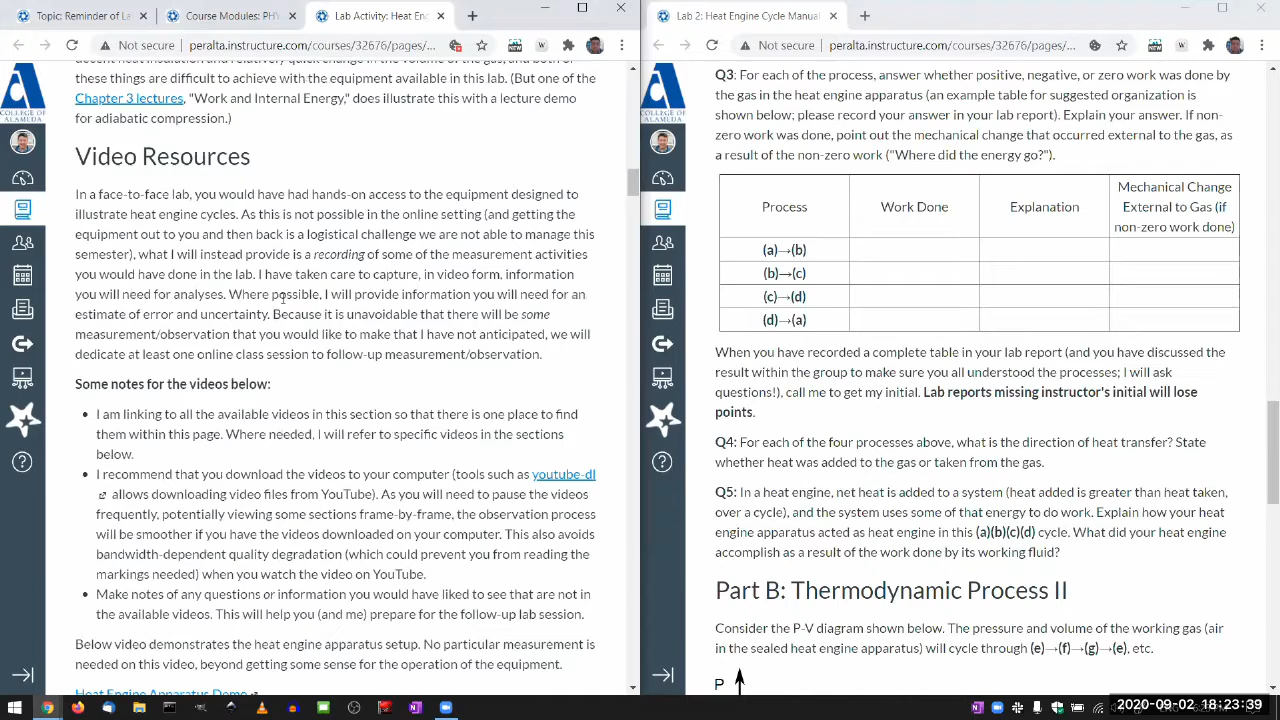 Topic: Reminder: Lab
Course Modules: PHY
Lab Activity: Heat Eng
Not secure
peralta.instructure.com/courses/32676/pages/...
these things are difficult to achieve with the equipment available in this lab. (But one of the
Chapter 3 lectures, "Work and Internal Energy," does illustrate this with a lecture demo
for adiabatic compression.)
COLLEGE OF
ALAMEDA
Video Resources
In a face-to-face lab, you would have had hands-on access to the equipment designed to
illustrate heat engine cycles. As this is not possible in the online setting (and getting the
equipment out to you and then back is a logistical challenge we are not able to manage this
semester), what I will instead provide is a recording of some of the measurement activities
you would have done in the lab. I have taken care to capture, in video form, information
you will need for analyses. Where possible, I will provide information you will need for an
estimate of error and uncertainty. Because it is unavoidable that there will be some
measurement/observation that you would like to make that I have not anticipated, we will
dedicate at least one online class session to follow-up measurement/observation.
Some notes for the videos below:
• I am linking to all the available videos in this section so that there is one place to find
them within this page. Where needed, I will refer to specific videos in the sections
below.
• I recommend that you download the videos to your computer (tools such as youtube-dl
allows downloading video files from YouTube). As you will need to pause the videos
frequently, potentially viewing some sections frame-by-frame, the observation process
will be smoother if you have the videos downloaded on your computer. This also avoids
bandwidth-dependent quality degradation (which could prevent you from reading the
markings needed) when you watch the video on YouTube.
• Make notes of any questions or information you would have liked to see that are not in
the available videos. This will help you (and me) prepare for the follow-up lab session.
Below video demonstrates the heat engine apparatus setup. No particular measurement is
needed on this video, beyond getting some sense for the operation of the equipment.
Heat Engine Apparatus Demo
Lab 2: Heat Engine Cycle Manual
Not secure
peralta.instructure.com/courses/32676/pages/...
COLLEGE OF
ALAMEDA
Q3: For each of the process, answer whether positive, negative, or zero work was done by
the gas in the heat engine apparatus (an example table for suggested organization is
shown below; please record your answer in your lab report). Explain your answer. If non-
zero work was done, point out the mechanical change that occurred external to the gas, as
a result of the non-zero work ("Where did the energy go?").
Process Work Done Explanation Mechanical Change External to Gas (if non-zero work done)
(a)→(b)
(b)→(c)
(c)→(d)
(d)→(a)
When you have recorded a complete table in your lab report (and you have discussed the
result within the group to make sure you all understood the processes; I will ask
questions!), call me to get my initial. Lab reports missing instructor's initial will lose
points.
Q4: For each of the four processes above, what is the direction of heat transfer? State
whether heat was added to the gas or taken from the gas.
Q5: In a heat engine, net heat is added to a system (heat added is greater than heat taken,
over a cycle), and the system uses some of that energy to do work. Explain how your heat
engine apparatus acted as heat engine in this (a)(b)(c)(d) cycle. What did your heat engine
accomplish as a result of the work done by its working fluid?
Part B: Thermodynamic Process II
Consider the P-V diagram shown below. The pressure and volume of the working gas (air
in the sealed heat engine apparatus) will cycle through (e)→(f)→(g)→(e), etc.
P
2020-09-02 18:23:39